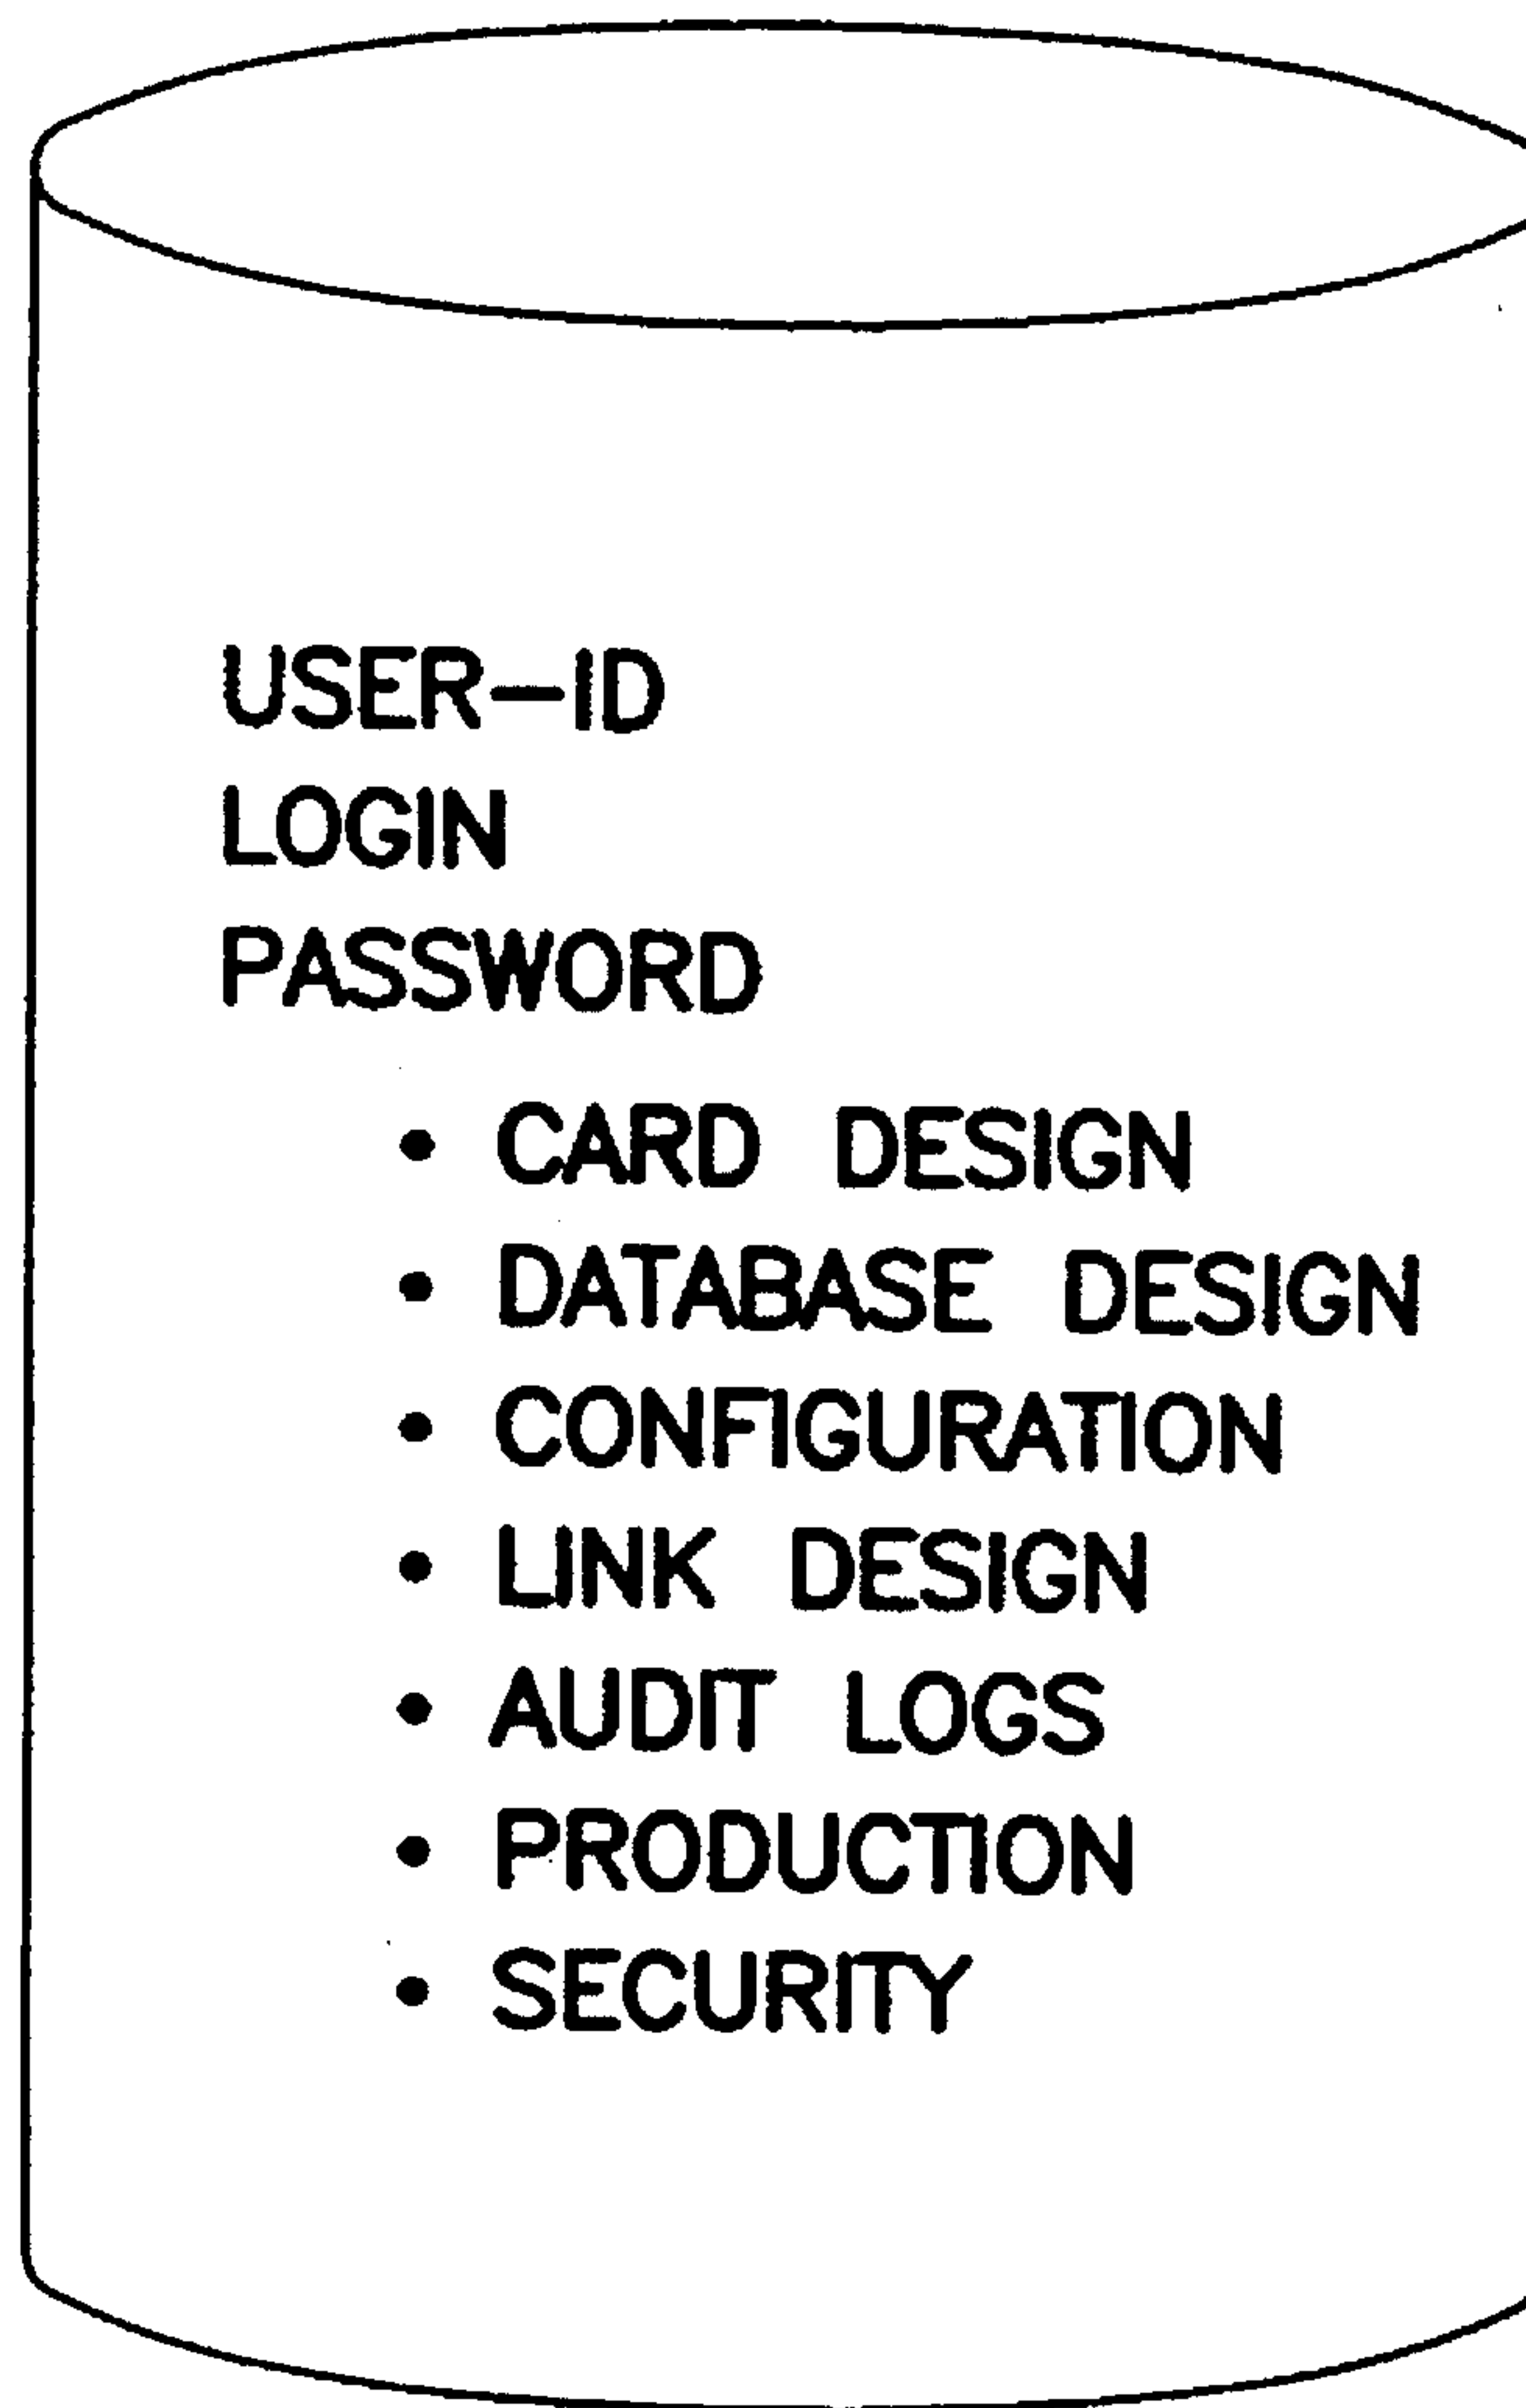 USER-ID
LOGIN
PASSWORD
• CARD DESIGN
• DATABASE DESIGN
• CONFIGURATION
• LINK DESIGN
• AUDIT LOGS
• PRODUCTION
• SECURITY